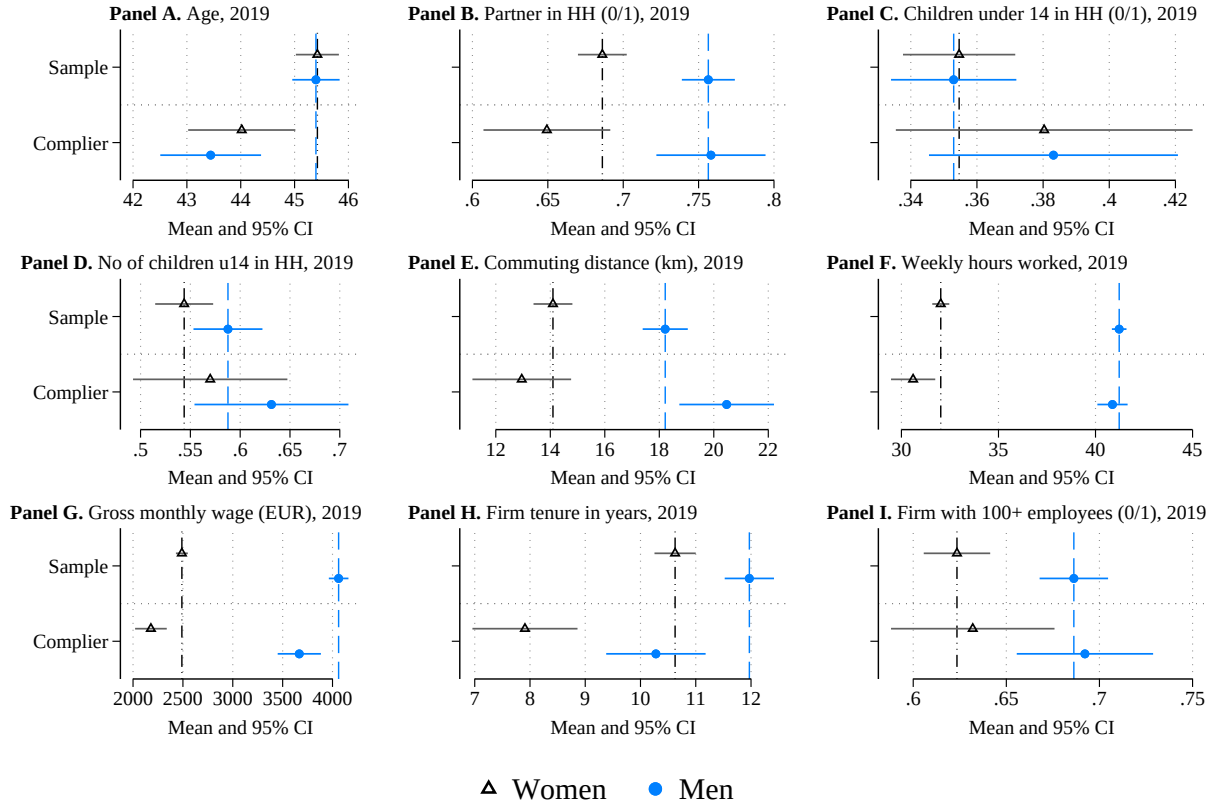 Panel A. Age, 2019
Sample
Complier
42 43 44 45 46
Mean and 95% CI
Panel B. Partner in HH (0/1), 2019
.6 .65 .7 .75 .8
Mean and 95% CI
Panel C. Children under 14 in HH (0/1), 2019
.34 .36 .38 .4 .42
Mean and 95% CI
Panel D. No of children u14 in HH, 2019
Sample
Complier
.5 .55 .6 .65 .7
Mean and 95% CI
Panel E. Commuting distance (km), 2019
12 14 16 18 20 22
Mean and 95% CI
Panel F. Weekly hours worked, 2019
30 35 40 45
Mean and 95% CI
Panel G. Gross monthly wage (EUR), 2019
Sample
Complier
2000 2500 3000 3500 4000
Mean and 95% CI
Panel H. Firm tenure in years, 2019
7 8 9 10 11 12
Mean and 95% CI
Panel I. Firm with 100+ employees (0/1), 2019
.6 .65 .7 .75
Mean and 95% CI
Women Men